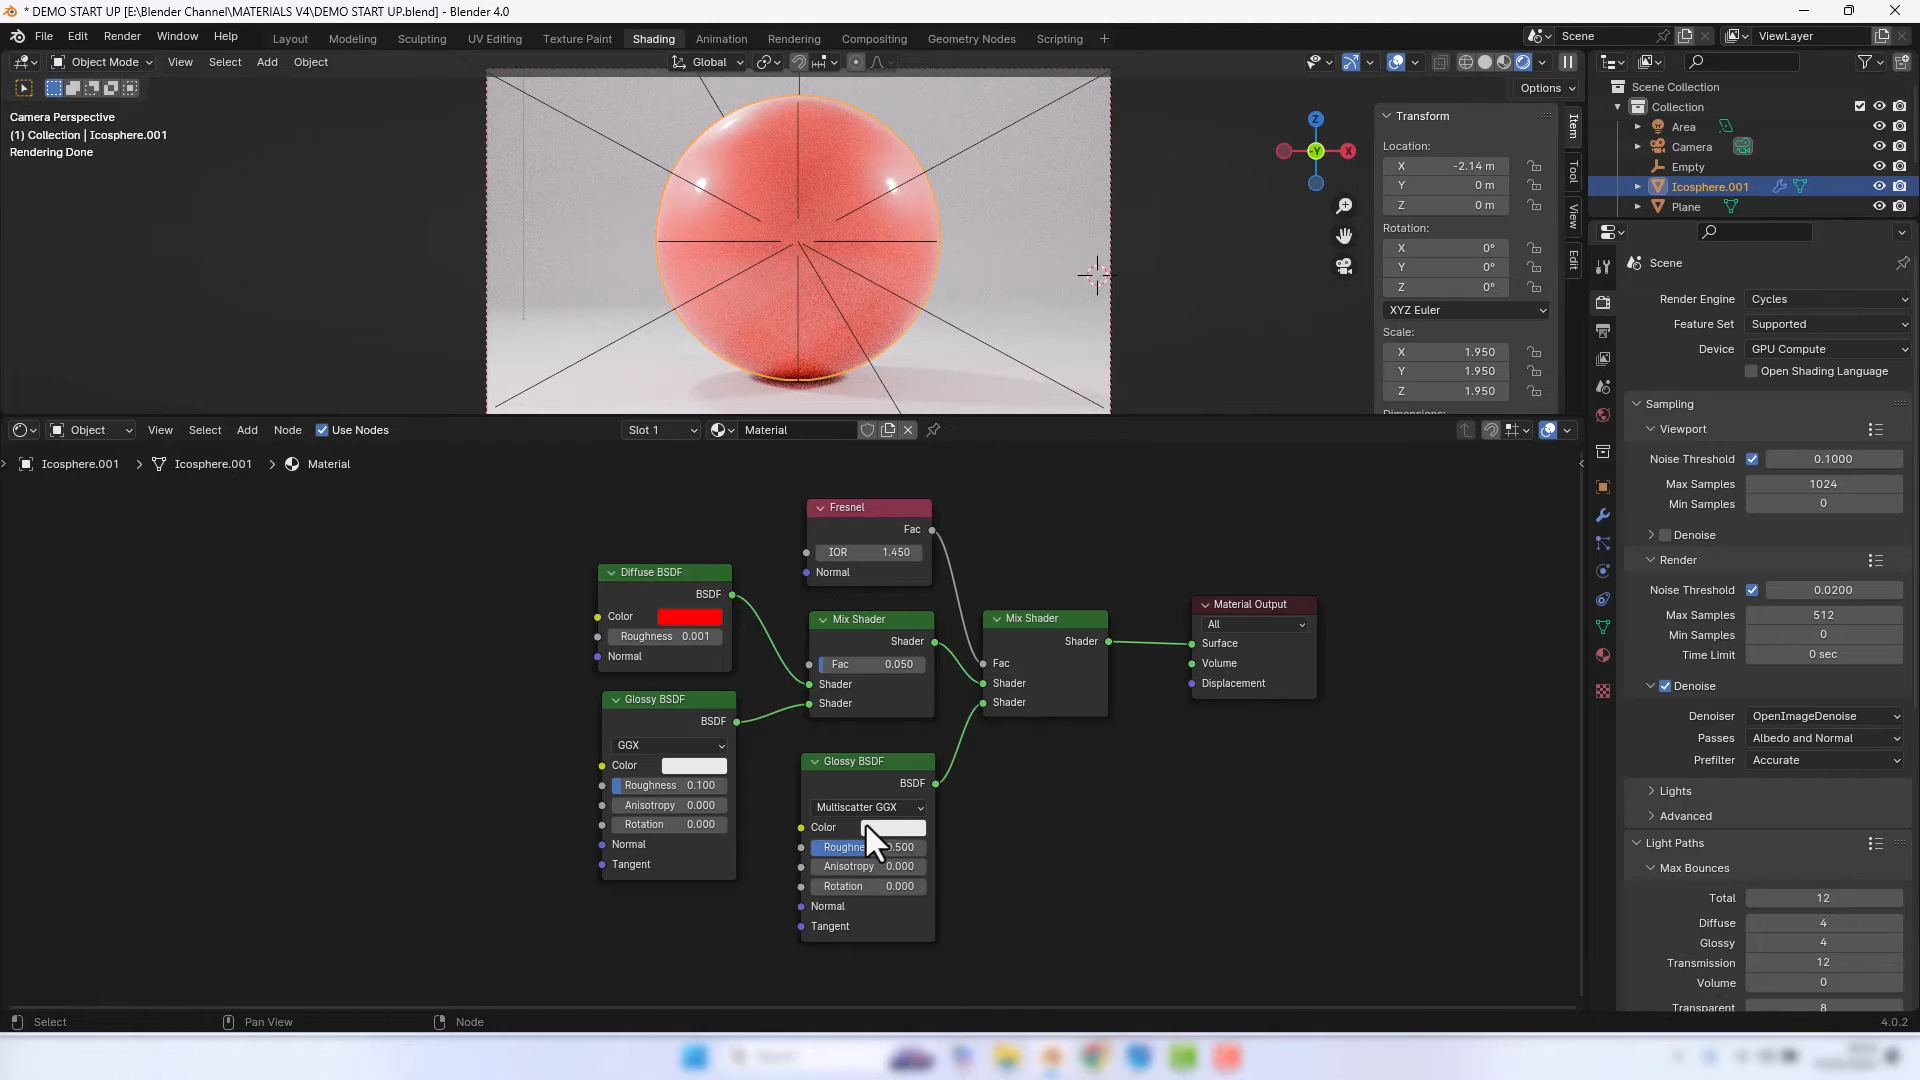 * DEMO START UP [E:\Blender Channel\MATERIALS V4\DEMO START UP.blend] - Blender 4.0
File Edit Render Window Help Layout Modeling Sculpting UV Editing Texture Paint Shading Animation Rendering Compositing Geometry Nodes Scripting + Scene ViewLayer
Object Mode View Select Add Object Global
Options
Camera Perspective
(1) Collection | Icosphere.001
Rendering Done
Z
-Y
X
Transform
Location:
X -2.14 m
Y 0 m
Z 0 m
Rotation:
X 0°
Y 0°
Z 0°
XYZ Euler
Scale:
X 1.950
Y 1.950
Z 1.950
Item
Tool
View
Edit
Scene Collection
Collection
Area
Camera
Empty
Icosphere.001
Plane
Scene
Render Engine Cycles
Feature Set Supported
Device GPU Compute
Open Shading Language
Sampling
Viewport
Noise Threshold 0.1000
Max Samples 1024
Min Samples 0
Denoise
Render
Noise Threshold 0.0200
Max Samples 512
Min Samples 0
Time Limit 0 sec
Denoise
Denoiser OpenImageDenoise
Passes Albedo and Normal
Prefilter Accurate
Lights
Advanced
Light Paths
Max Bounces
Total 12
Diffuse 4
Glossy 4
Transmission 12
Volume 0
Transparent 8
Object View Select Add Node Use Nodes Slot 1 Material
Icosphere.001 > Icosphere.001 > Material
Fresnel
Fac
IOR 1.450
Normal
Diffuse BSDF
BSDF
Color
Roughness 0.001
Normal
Mix Shader
Shader
Fac 0.050
Shader
Shader
Mix Shader
Shader
Fac
Shader
Shader
Material Output
All
Surface
Volume
Displacement
Glossy BSDF
BSDF
GGX
Color
Roughness 0.100
Anisotropy 0.000
Rotation 0.000
Normal
Tangent
Glossy BSDF
BSDF
Multiscatter GGX
Color
Anisotropy 0.000
Rotation 0.000
Normal
Tangent
Select Pan View Node 4.0.2